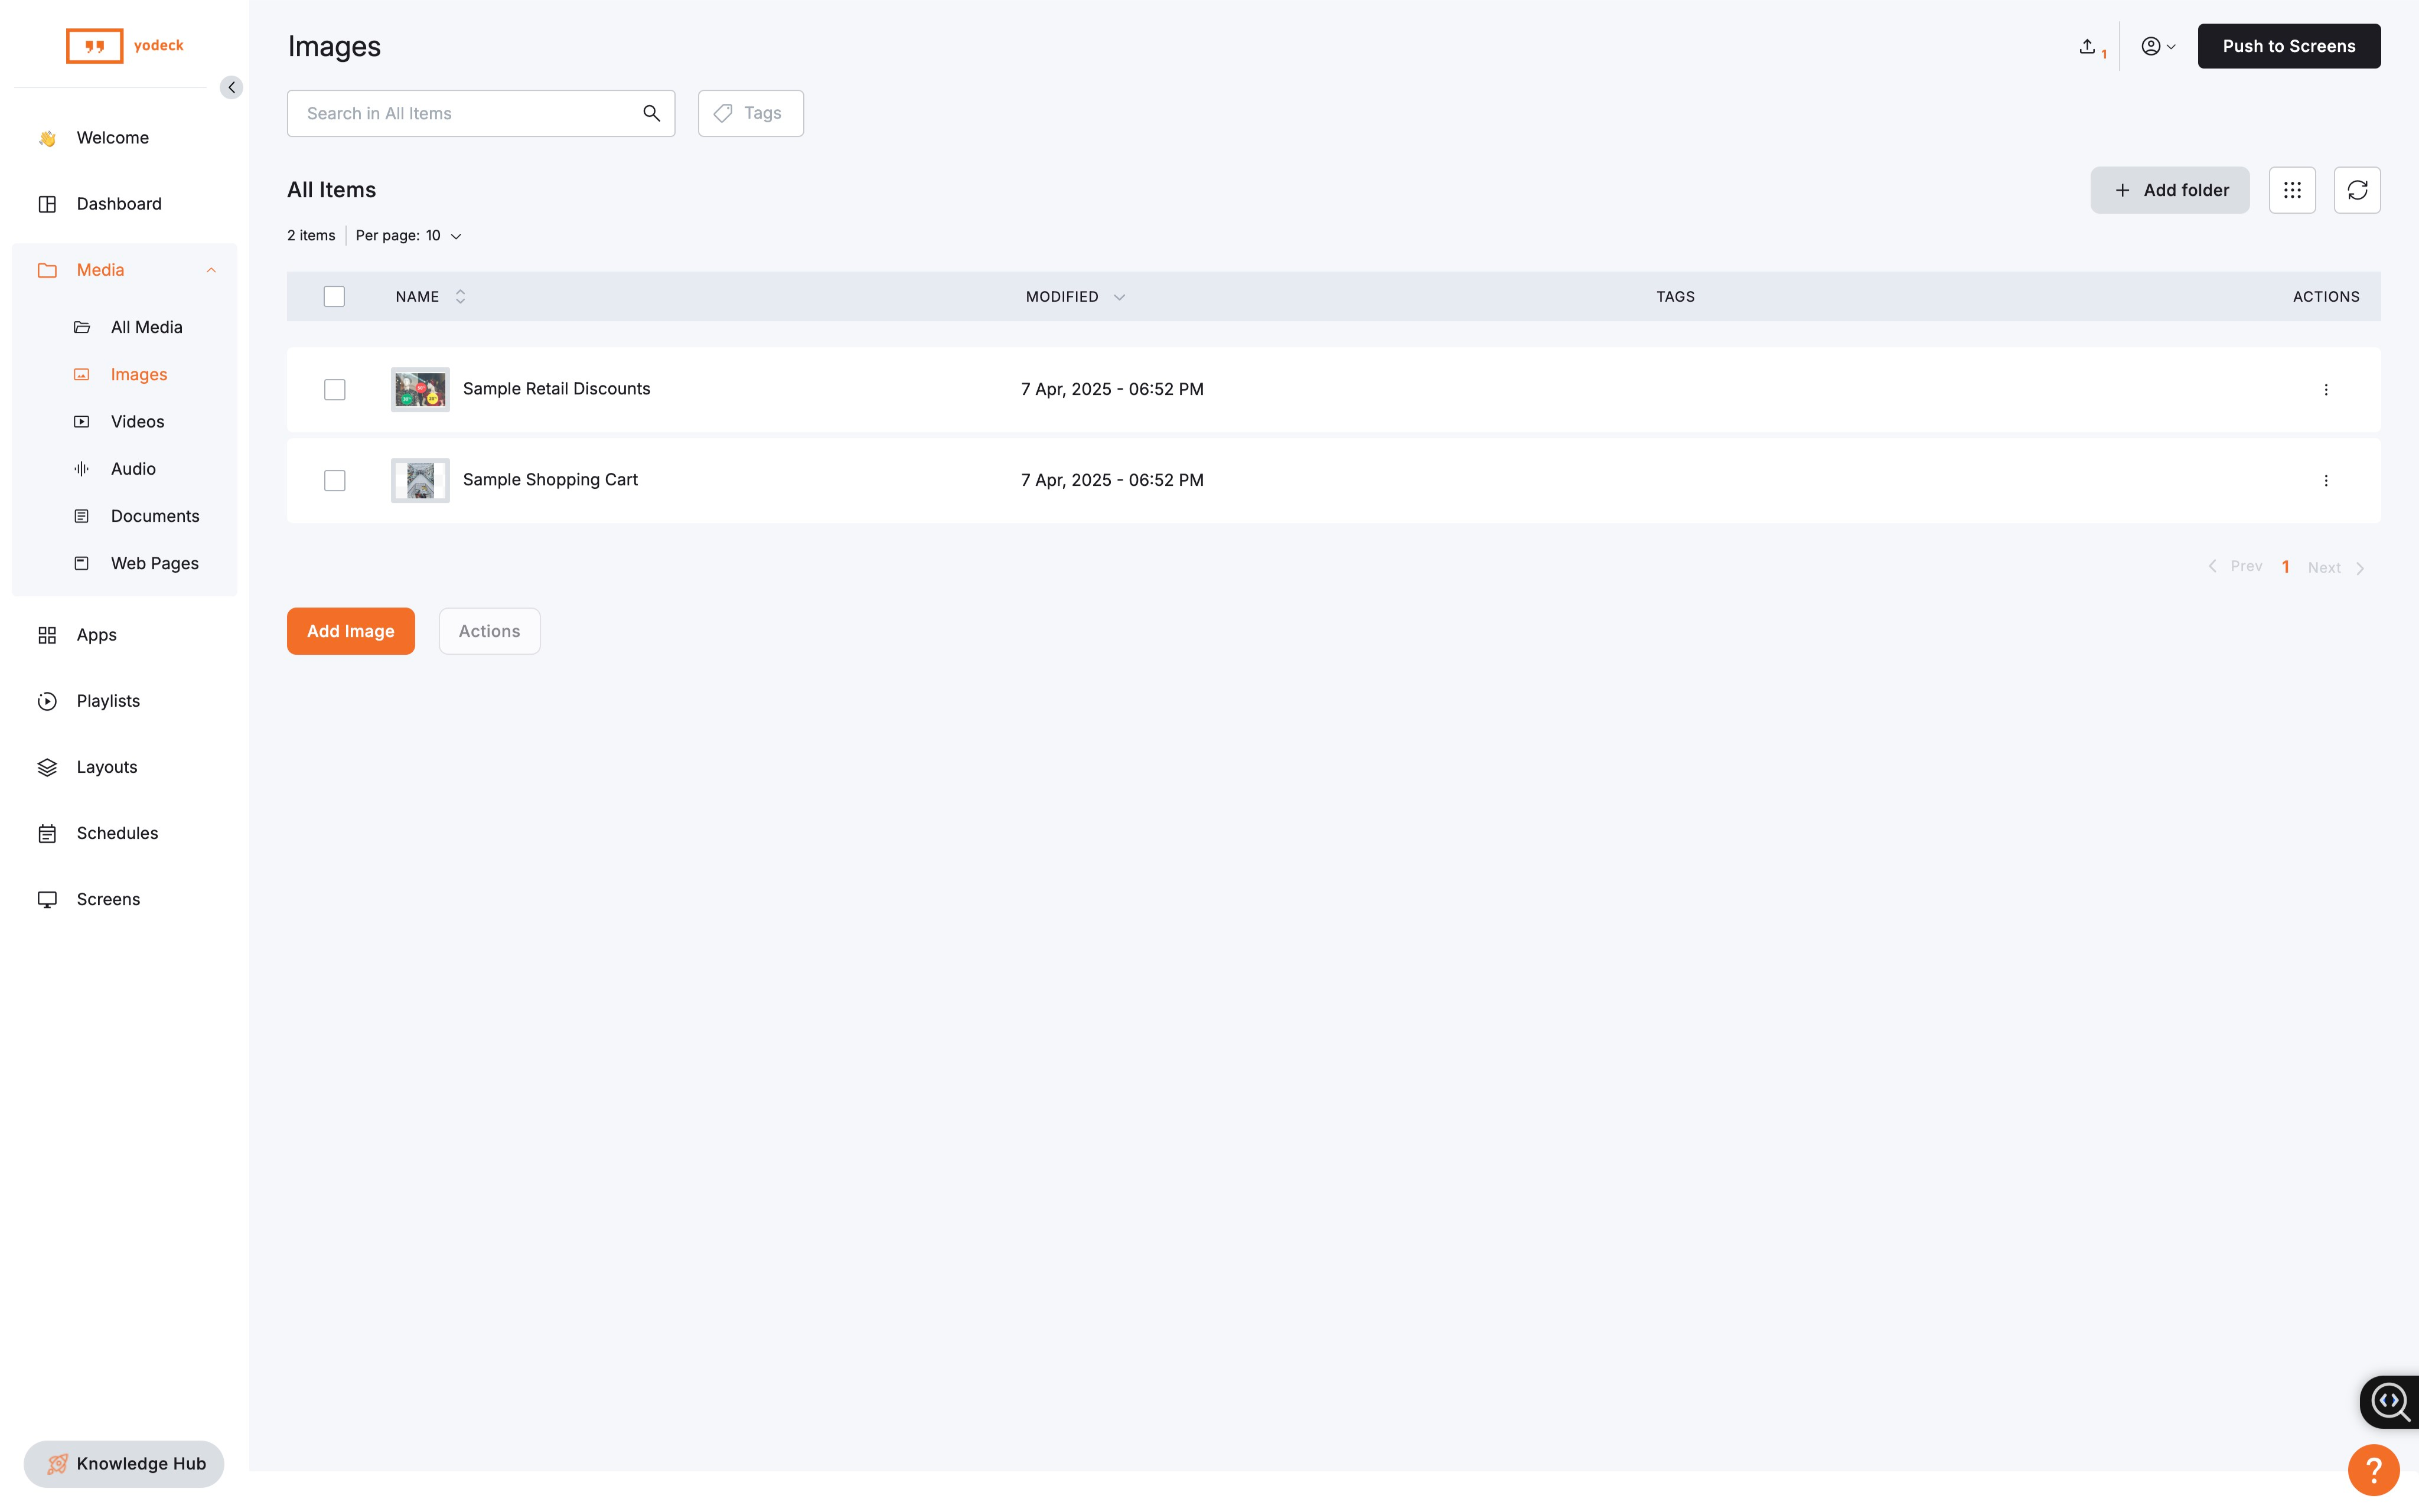 yodeck
Images
1
Push to Screens
Search in All Items
Tags
Welcome
Dashboard
Media
All Media
Images
Videos
Audio
Documents
Web Pages
Apps
Playlists
Layouts
Schedules
Screens
Knowledge Hub
All Items
Add folder
2 items
Per page: 10
NAME
MODIFIED
TAGS
ACTIONS
Sample Retail Discounts
7 Apr, 2025 - 06:52 PM
Sample Shopping Cart
7 Apr, 2025 - 06:52 PM
Prev
1
Next
Add Image
Actions
?